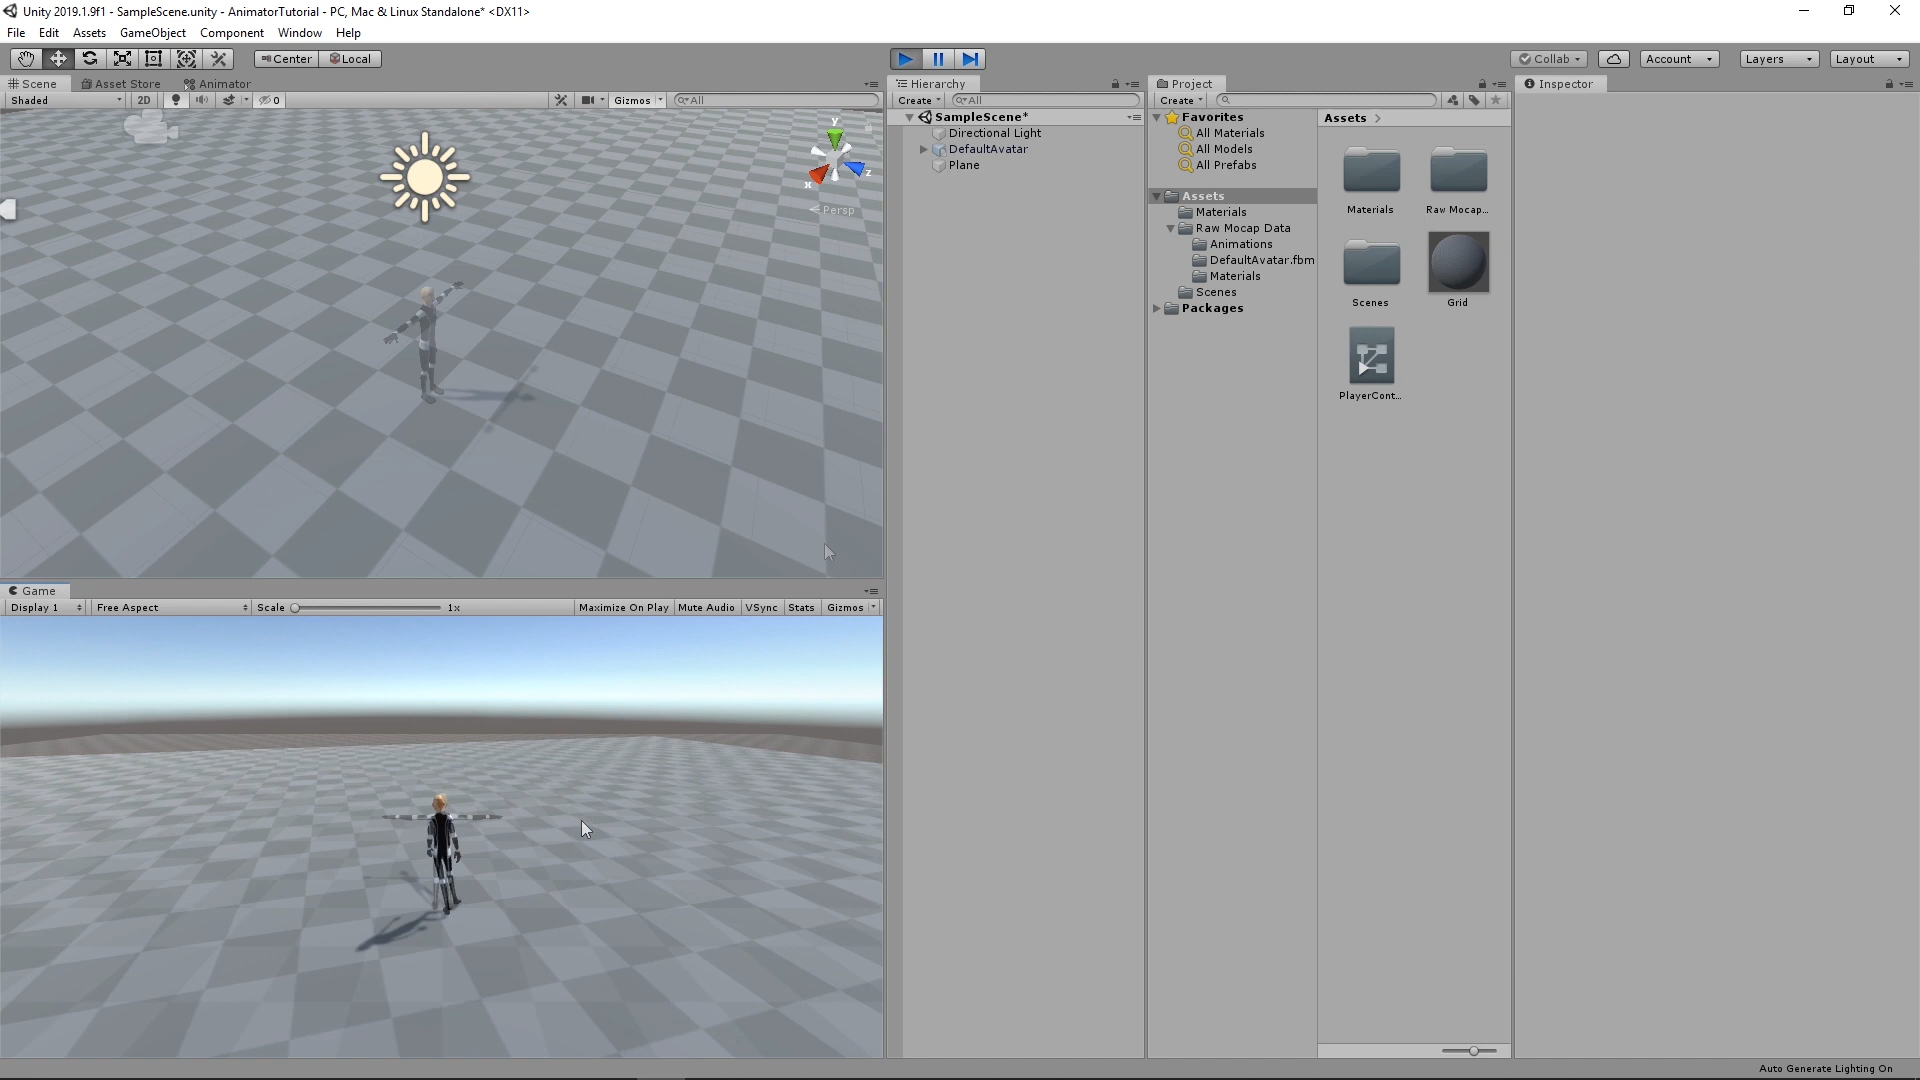 Unity 2019.1.9f1 - SampleScene.unity - AnimatorTutorial - PC, Mac & Linux Standalone* <DX11>
File Edit Assets GameObject Component Window Help
Center Local
Collab Account Layers Layout
Scene Asset Store Animator
Shaded 2D 0 Gizmos All
y
x
z
Persp
Game
Display 1 Free Aspect Scale 1x Maximize On Play Mute Audio VSync Stats Gizmos
Hierarchy
Create All
SampleScene*
Directional Light
DefaultAvatar
Plane
Project
Create
Favorites
All Materials
All Models
All Prefabs
Assets
Materials
Raw Mocap Data
Animations
DefaultAvatar.fbm
Materials
Scenes
Packages
Assets
Materials Raw Mocap...
Scenes Grid
PlayerCont...
Inspector
Auto Generate Lighting On